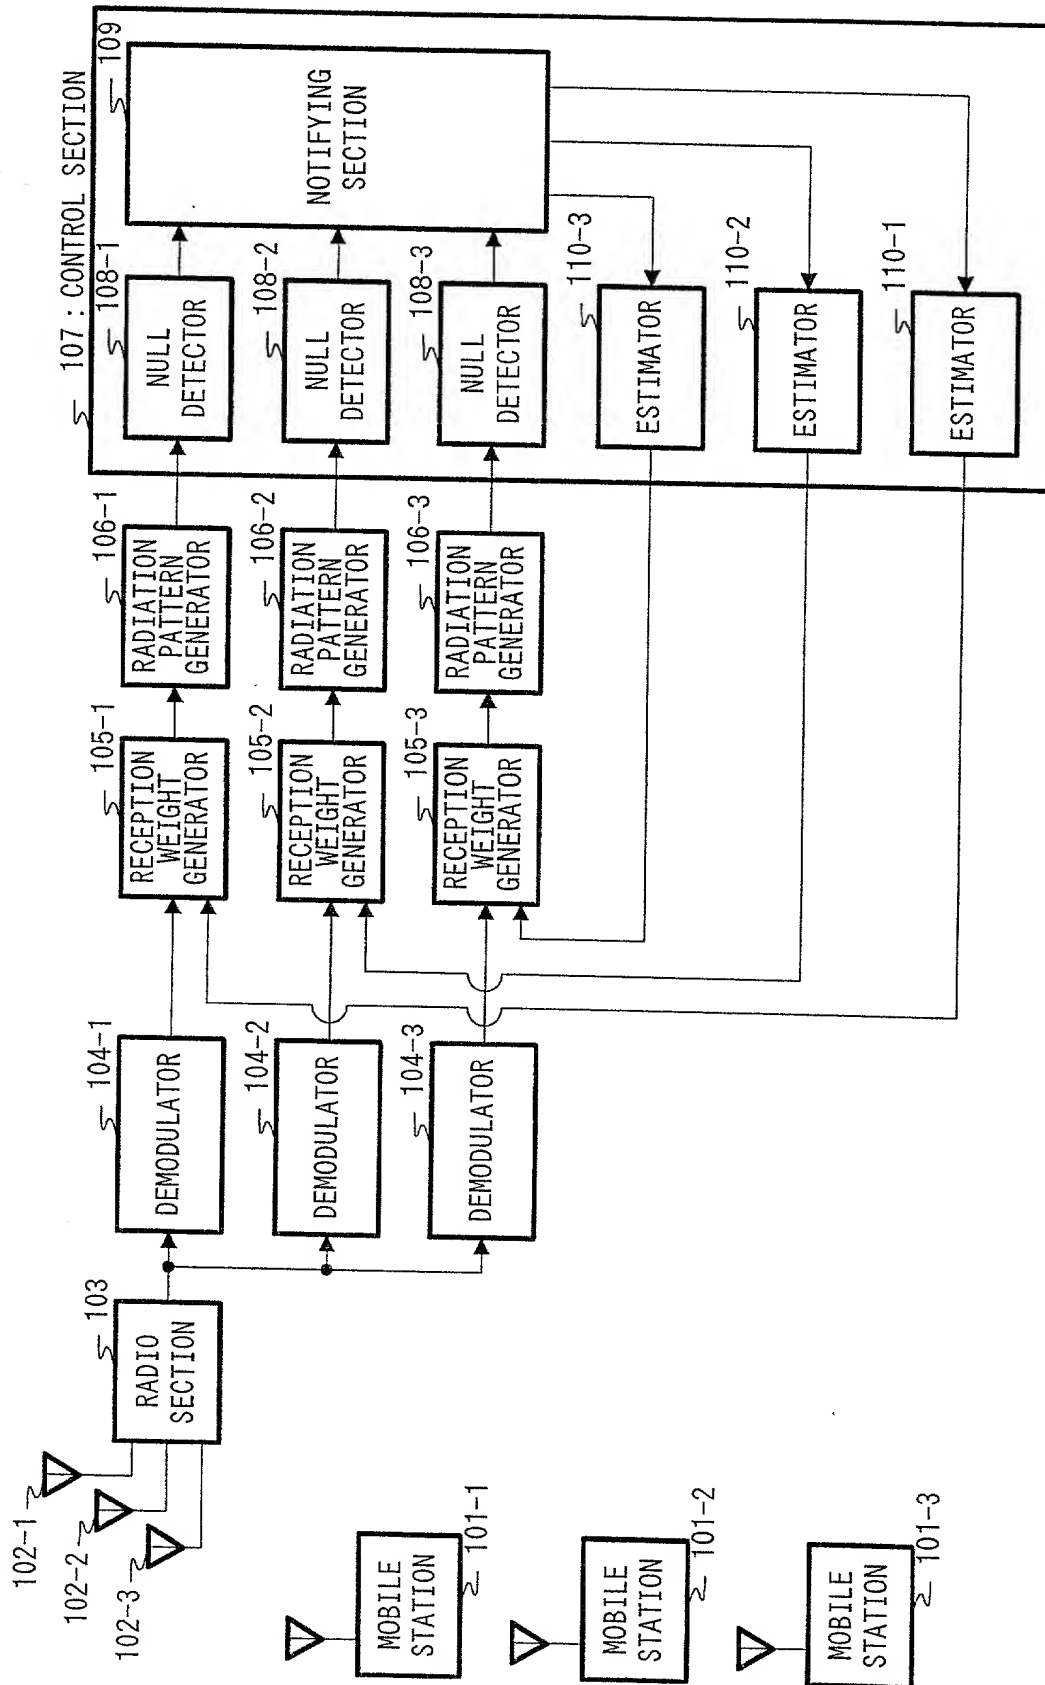 102-1
102-2
102-3
103
RADIO
SECTION
104-1
DEMODULATOR
104-2
DEMODULATOR
104-3
DEMODULATOR
105-1
RECEPTION
WEIGHT
GENERATOR
105-2
RECEPTION
WEIGHT
GENERATOR
105-3
RECEPTION
WEIGHT
GENERATOR
106-1
RADIATION
PATTERN
GENERATOR
106-2
RADIATION
PATTERN
GENERATOR
106-3
RADIATION
PATTERN
GENERATOR
107:CONTROL SECTION
108-1
NULL
DETECTOR
108-2
NULL
DETECTOR
108-3
NULL
DETECTOR
109
NOTIFYING
SECTION
110-3
ESTIMATOR
110-2
ESTIMATOR
110-1
ESTIMATOR
MOBILE
STATION
101-1
MOBILE
STATION
101-2
MOBILE
STATION
101-3